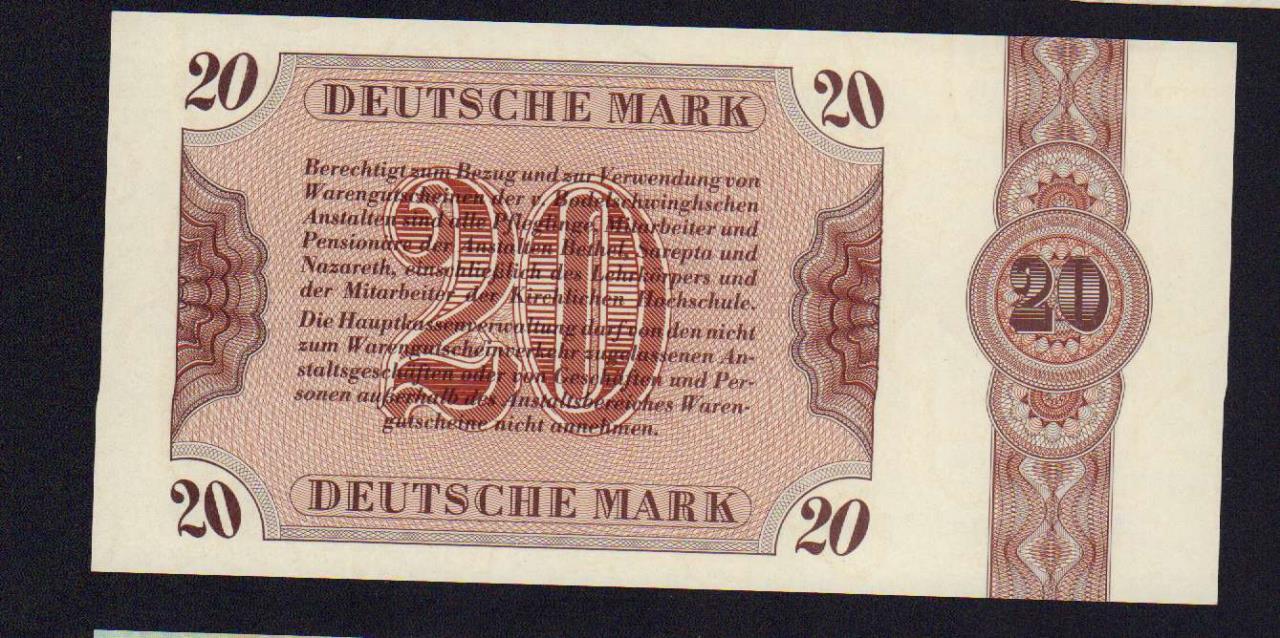 20
DEUTSCHE MARK
20
Berechtigt zum Bezug und zur Verwendung von
Warengutscheinen der v. Bodelschwinghschen
Anstalten sind alle Pfleglinge, Mitarbeiter und
Pensionäre der Anstalten Bethel, Sarepta und
Nazareth, einschließlich des Lehrkörpers und
der Mitarbeiter der Kirchlichen Hochschule.
Die Hauptkassenverwaltung darf von den nicht
zum Warengutscheinverkehr zugelassenen An-
staltsgeschäften oder von Geschäften und Per-
sonen außerhalb des Anstaltsbereiches Waren-
gutscheine nicht annehmen.
20
20
20
DEUTSCHE MARK
20